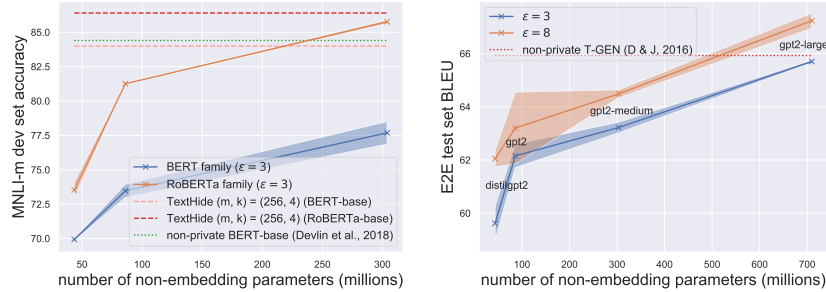 MNLI-m dev set accuracy
85.0
82.5
80.0
77.5
75.0
72.5
70.0
BERT family (ε = 3)
RoBERTa family (ε = 3)
TextHide (m, k) = (256, 4) (BERT-base)
TextHide (m, k) = (256, 4) (RoBERTa-base)
non-private BERT-base (Devlin et al., 2018)
50 100 150 200 250 300
number of non-embedding parameters (millions)
E2E test set BLEU
66
64
62
60
ε = 3
ε = 8
non-private T-GEN (D & J, 2016)
gpt2-large
gpt2-medium
gpt2
distilgpt2
100 200 300 400 500 600 700
number of non-embedding parameters (millions)